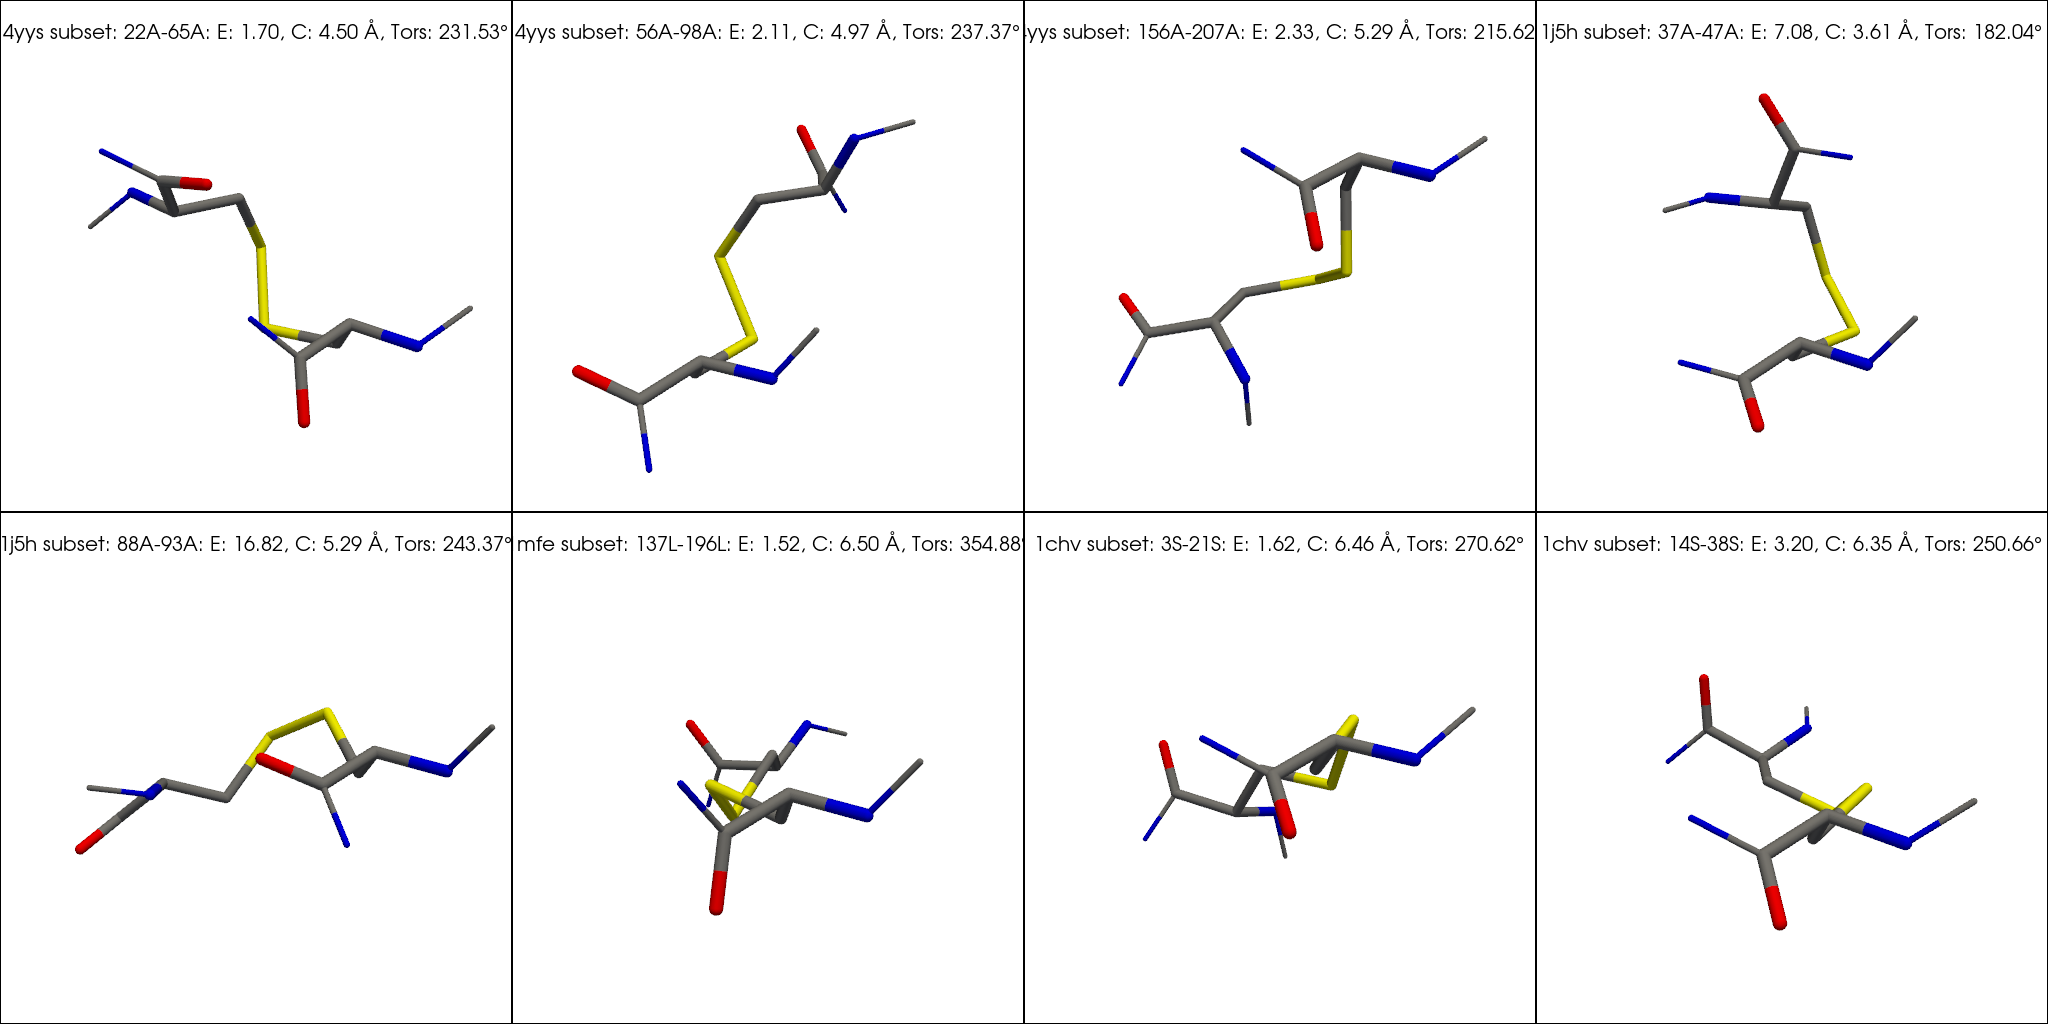 4yys subset: 22A-65A: E: 1.70, C: 4.50 Å, Tors: 231.53°
4yys subset: 56A-98A: E: 2.11, C: 4.97 Å, Tors: 237.37°
yys subset: 156A-207A: E: 2.33, C: 5.29 Å, Tors: 215.62
1j5h subset: 37A-47A: E: 7.08, C: 3.61 Å, Tors: 182.04°
1j5h subset: 88A-93A: E: 16.82, C: 5.29 Å, Tors: 243.37°
mfe subset: 137L-196L: E: 1.52, C: 6.50 Å, Tors: 354.88°
1chv subset: 3S-21S: E: 1.62, C: 6.46 Å, Tors: 270.62°
1chv subset: 14S-38S: E: 3.20, C: 6.35 Å, Tors: 250.66°